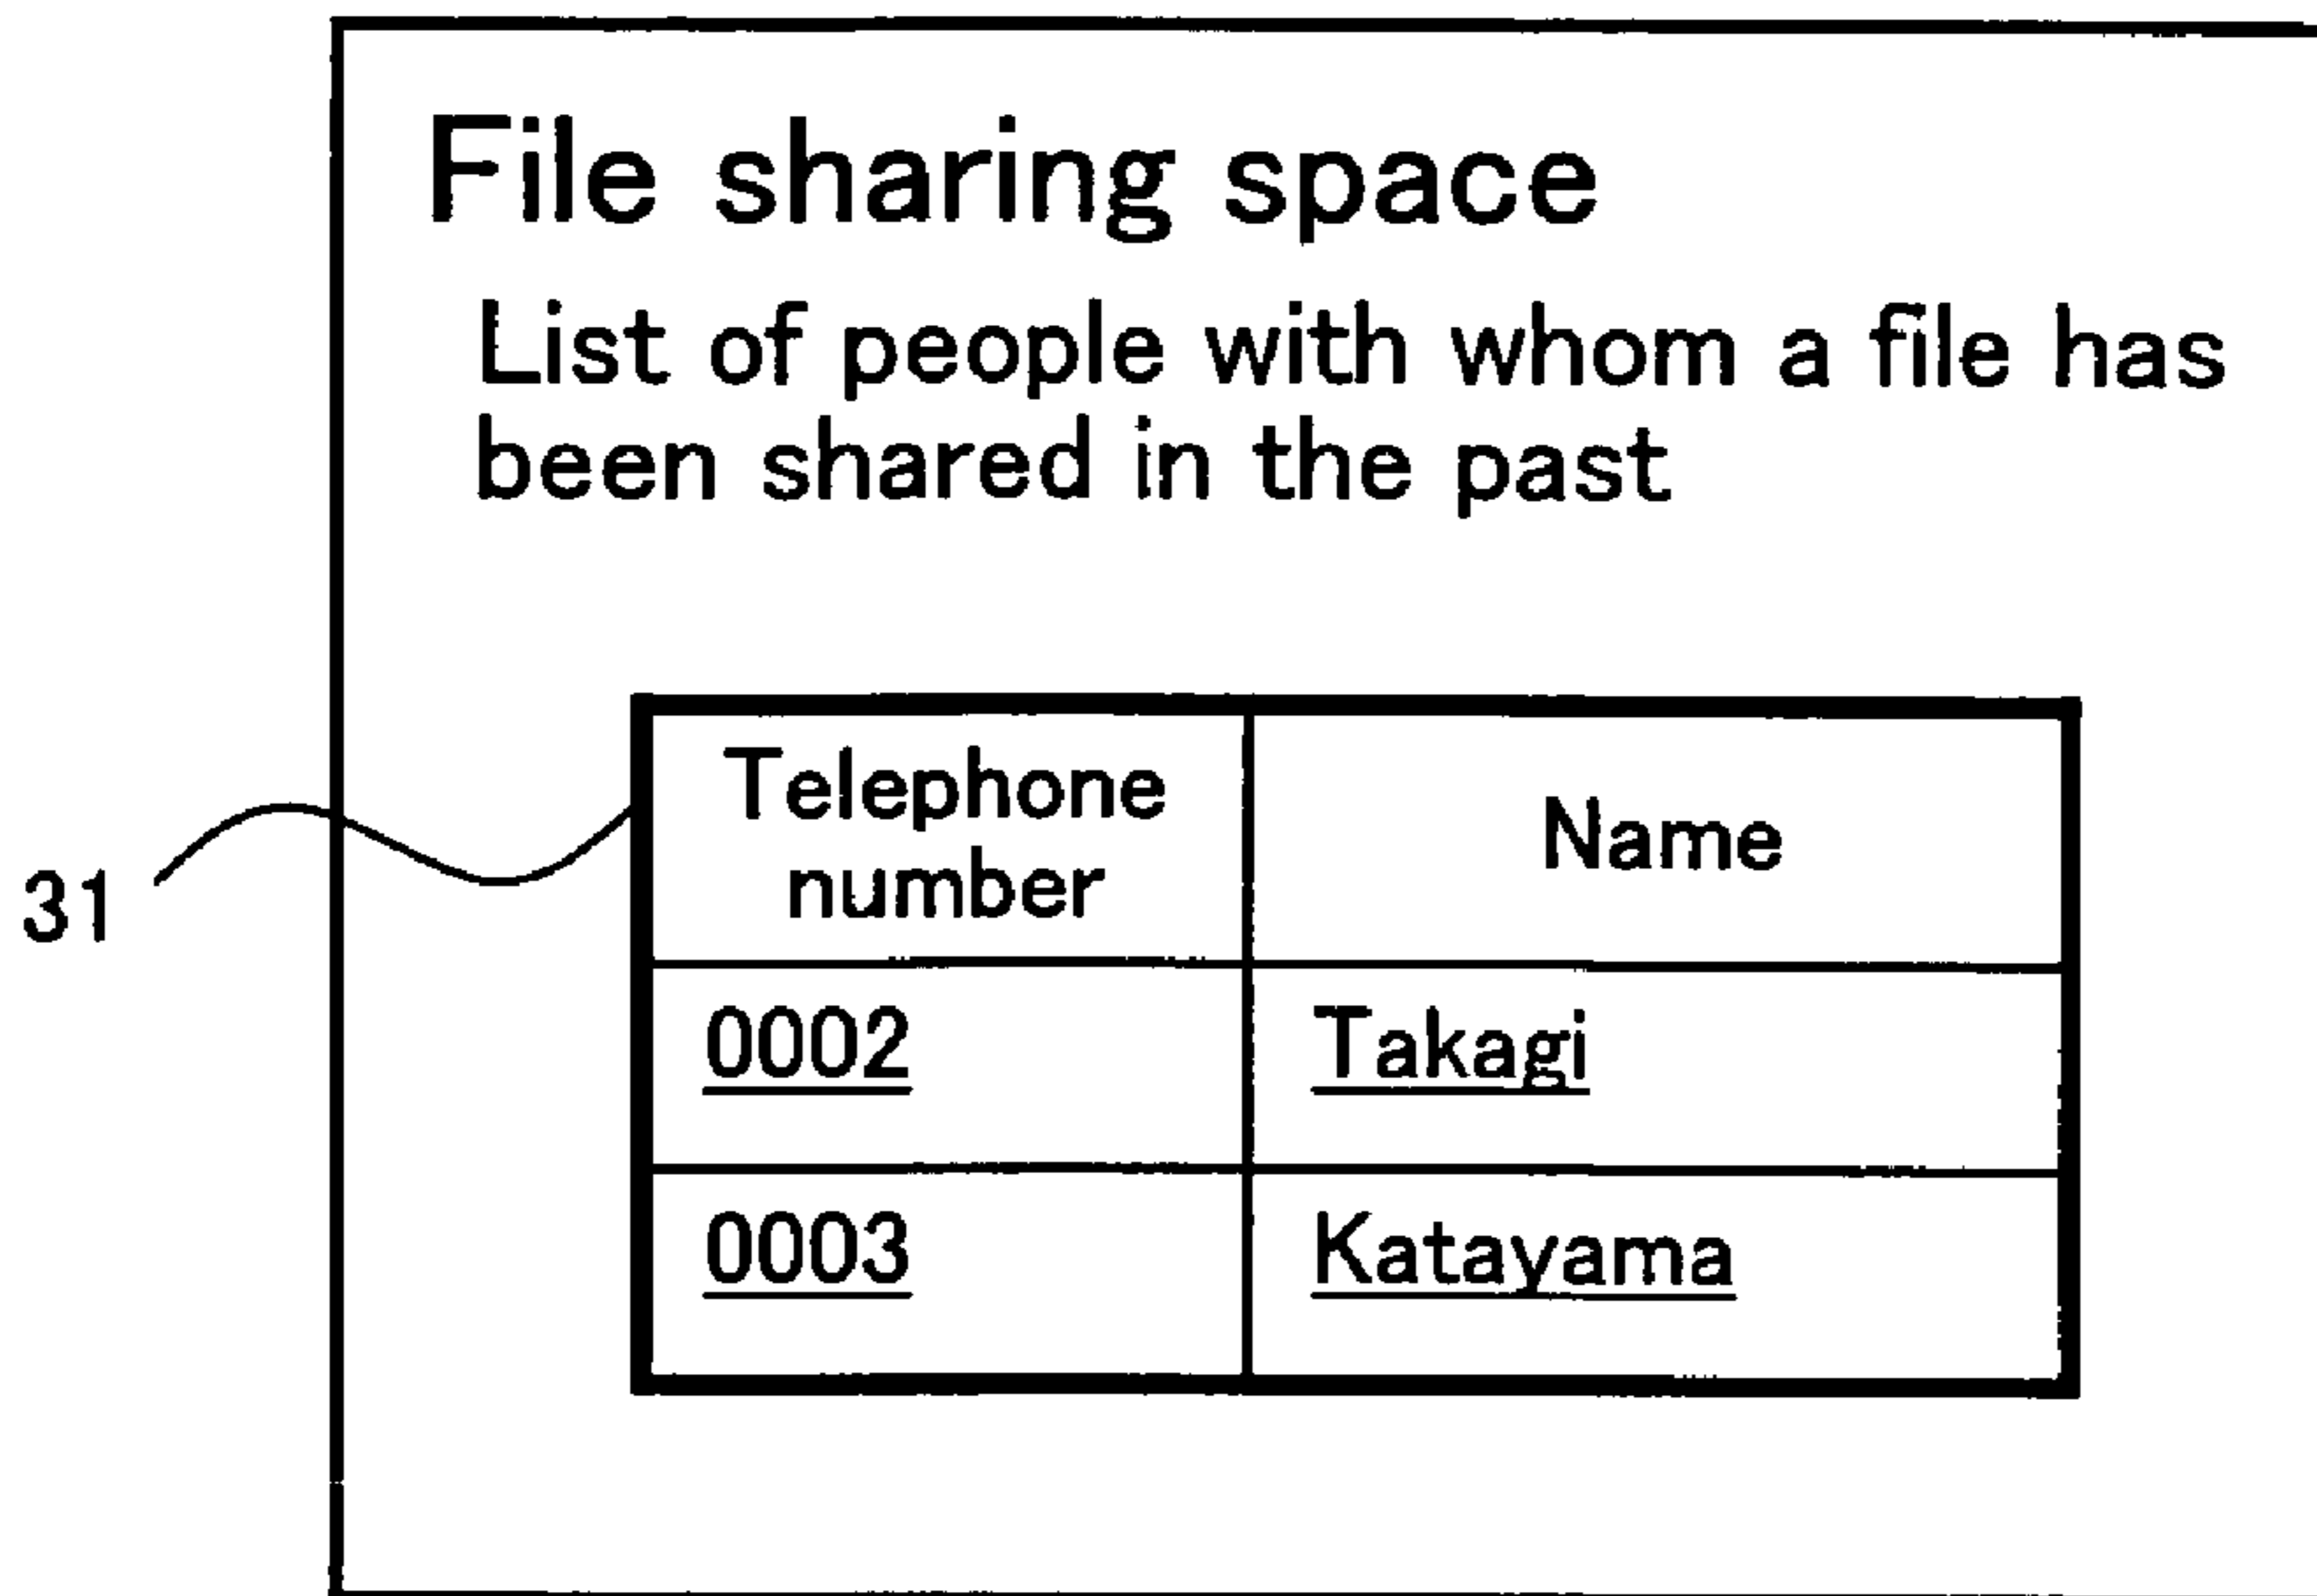 File sharing space
List of people with whom a file has
been shared in the past
Telephone
number
Name
31
0002 Takagi
0003 Katayama